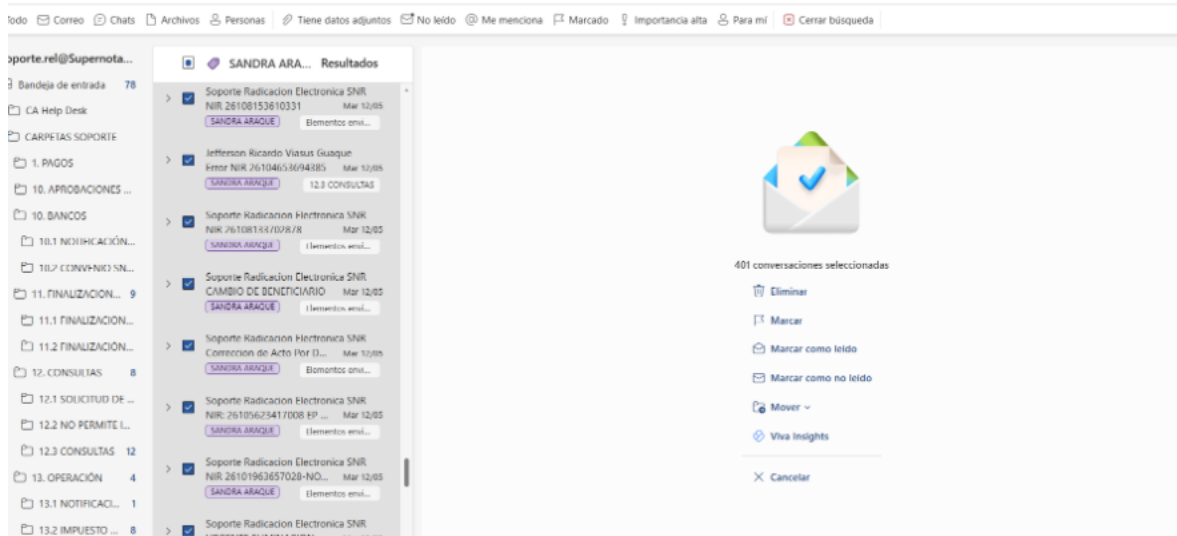 Todo Correo Chats Archivos Personas Tiene datos adjuntos No leído Me menciona Marcado Importancia alta Para mí Cerrar búsqueda
oporte.rel@Supernota...
Bandeja de entrada 78
CA Help Desk
CARPETAS SOPORTE
1. PAGOS
10. APROBACIONES ...
10. BANCOS
10.1 NOTIFICACIÓN...
10.2 CONVENIO SN...
11. FINALIZACION... 9
11.1 FINALIZACION...
11.2 FINALIZACIÓN...
12. CONSULTAS 8
12.1 SOLICITUD DE ...
12.2 NO PERMITE I...
12.3 CONSULTAS 12
13. OPERACIÓN 4
13.1 NOTIFICACI... 1
13.2 IMPUESTO ... 8
SANDRA ARA... Resultados
Soporte Radicacion Electronica SNR
NIR 26108153610331 Mar 12/05
SANDRA ARAQUE Elementos envi...
Jefferson Ricardo Viasus Guaque
Error NIR 26104653694385 Mar 12/05
SANDRA ARAQUE 12.3 CONSULTAS
Soporte Radicacion Electronica SNR
NIR 26108133702878 Mar 12/05
SANDRA ARAQUE Elementos envi...
Soporte Radicacion Electronica SNR
CAMBIO DE BENEFICIARIO Mar 12/05
SANDRA ARAQUE Elementos envi...
Soporte Radicacion Electronica SNR
Correccion de Acto Por D... Mar 12/05
SANDRA ARAQUE Elementos envi...
Soporte Radicacion Electronica SNR
NIR: 26105623417008 EP ... Mar 12/05
SANDRA ARAQUE Elementos envi...
Soporte Radicacion Electronica SNR
NIR 26101963657028-NO... Mar 12/05
SANDRA ARAQUE Elementos envi...
Soporte Radicacion Electronica SNR
401 conversaciones seleccionadas
Eliminar
Marcar
Marcar como leído
Marcar como no leído
Mover
Viva Insights
Cancelar